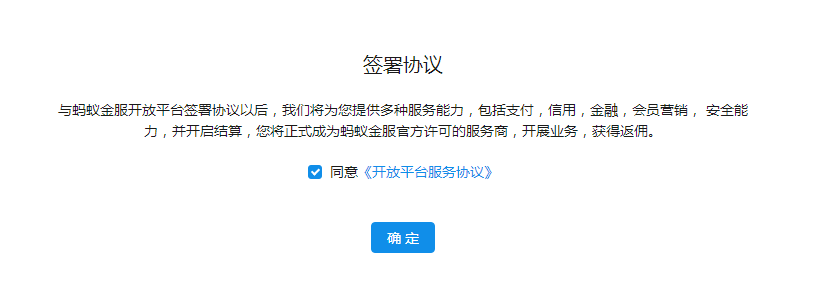 签署协议
与蚂蚁金服开放平台签署协议以后，我们将为您提供多种服务能力，包括支付，信用，金融，会员营销， 安全能
力，并开启结算，您将正式成为蚂蚁金服官方许可的服务商，开展业务，获得返佣。
同意《开放平台服务协议》
确 定